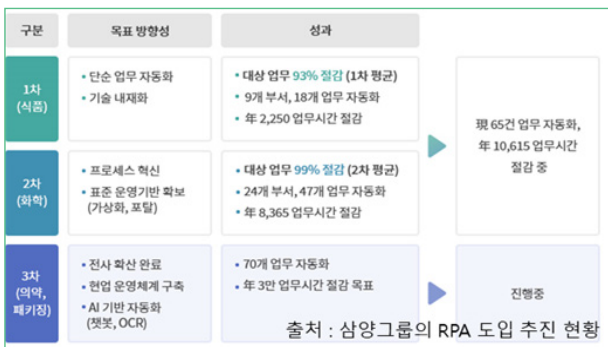 구분
목표 방향성
성과
1차
(식품)
• 단순 업무 자동화
• 기술 내재화
• 대상 업무 93% 절감 (1차 평균)
• 9개 부서, 18개 업무 자동화
• 年 2,250 업무시간 절감
2차
(화학)
• 프로세스 혁신
• 표준 운영기반 확보
(가상화, 포탈)
• 대상 업무 99% 절감 (2차 평균)
• 24개 부서, 47개 업무 자동화
• 年 8,365 업무시간 절감
現 65건 업무 자동화,
年 10,615 업무시간
절감 중
3차
(의약,
패키징)
• 전사 확산 완료
• 현업 운영체계 구축
• AI 기반 자동화
(챗봇, OCR)
• 70개 업무 자동화
• 年 3만 업무시간 절감 목표
진행중
출처 : 삼양그룹의 RPA 도입 추진 현황